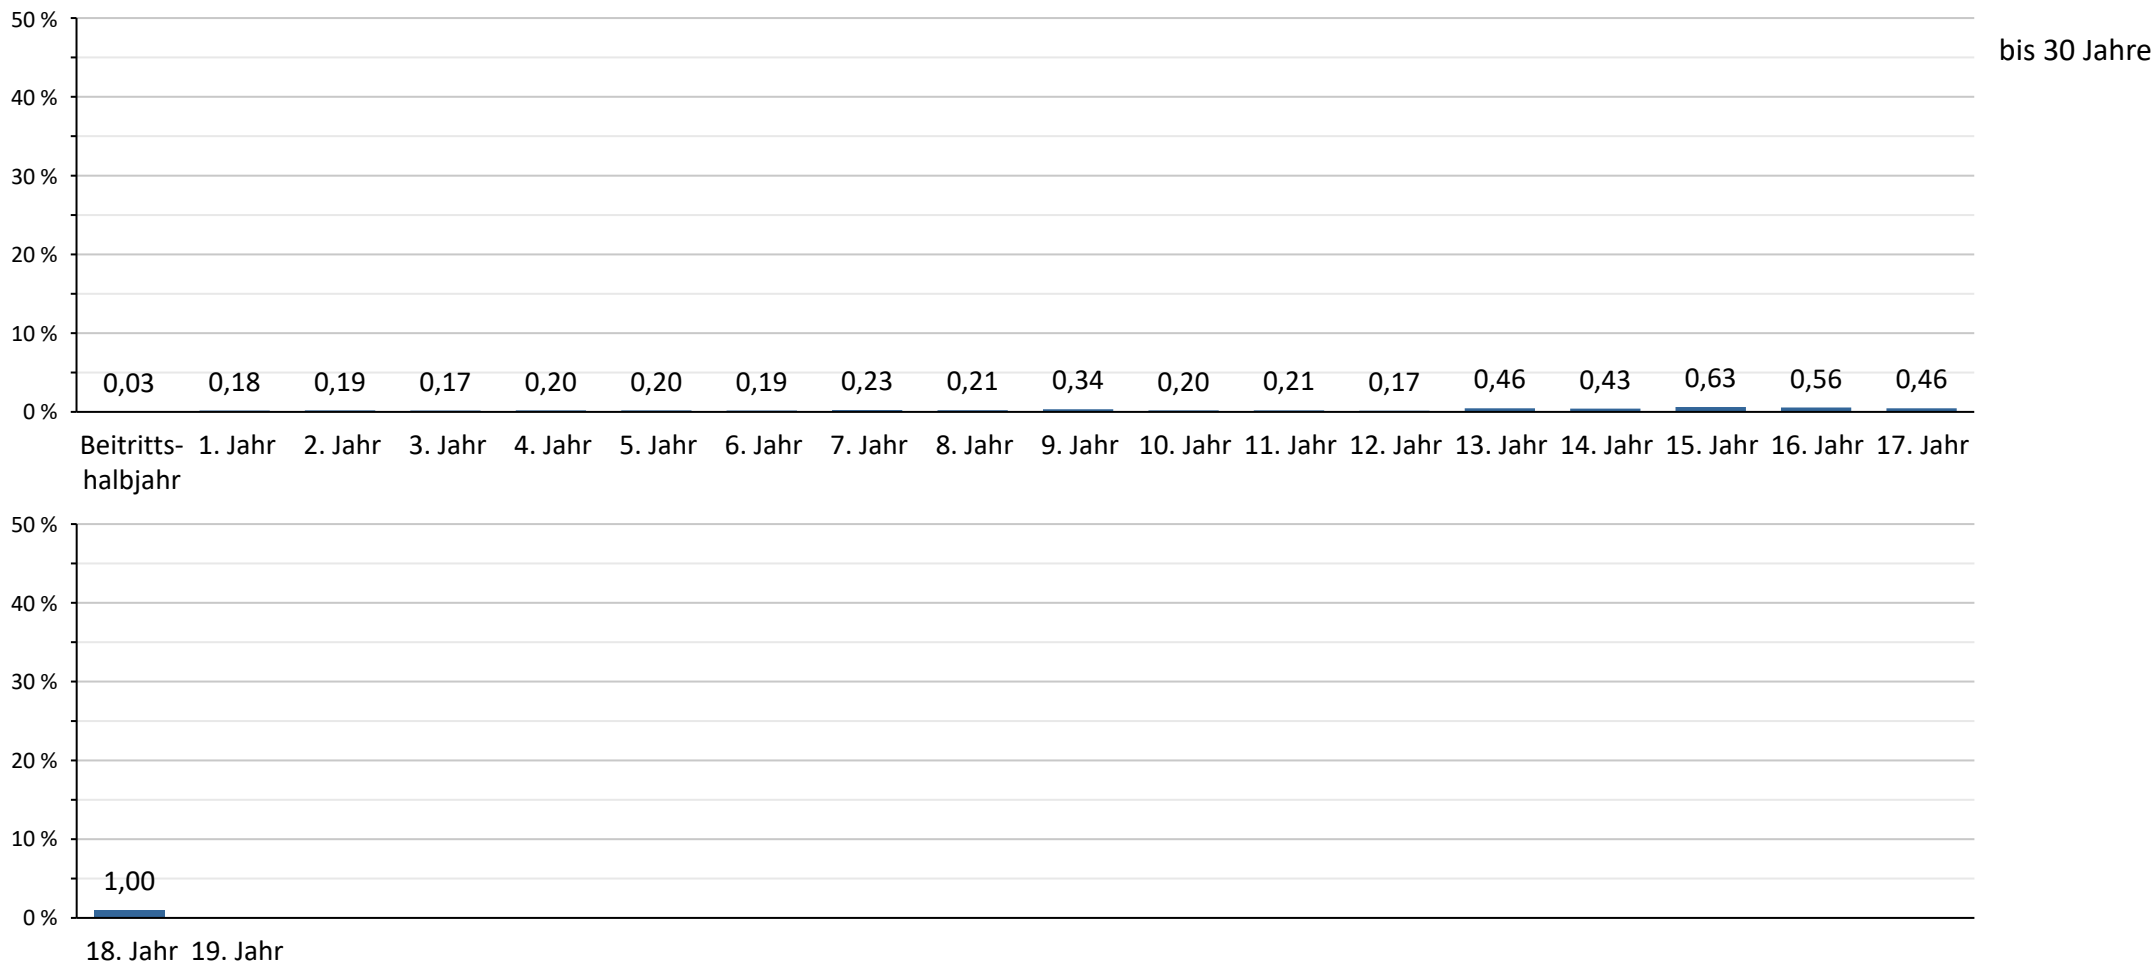 50 %
bis 30 Jahre
40 %
30 %
20 %
10 %
0,03 0,18 0,19 0,17 0,20 0,20 0,19 0,23 0,21 0,34 0,20 0,21 0,17 0,46 0,43 0,63 0,56 0,46
0 %
Beitritts- 1. Jahr 2. Jahr 3. Jahr 4. Jahr 5. Jahr 6. Jahr 7. Jahr 8. Jahr 9. Jahr 10. Jahr 11. Jahr 12. Jahr 13. Jahr 14. Jahr 15. Jahr 16. Jahr 17. Jahr
halbjahr
50 %
40 %
30 %
20 %
10 %
1,00
0 %
18. Jahr 19. Jahr